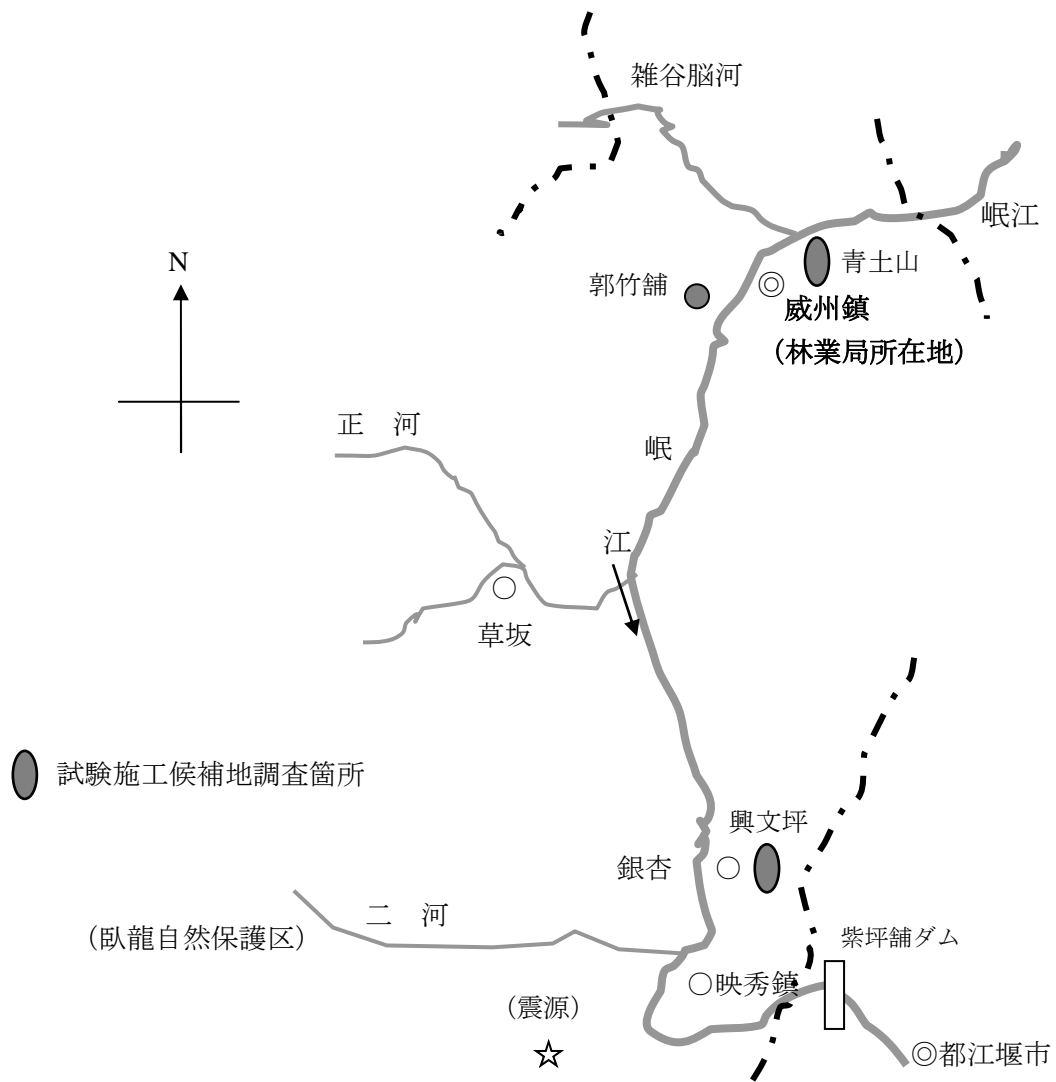 雑谷脳河
岷江
N
青土山
郭竹舗
威州鎮
（林業局所在地）
正 河
岷
江
草坂
試験施工候補地調査箇所
興文坪
銀杏
二 河
（臥龍自然保護区）
紫坪舗ダム
映秀鎮
（震源）
都江堰市